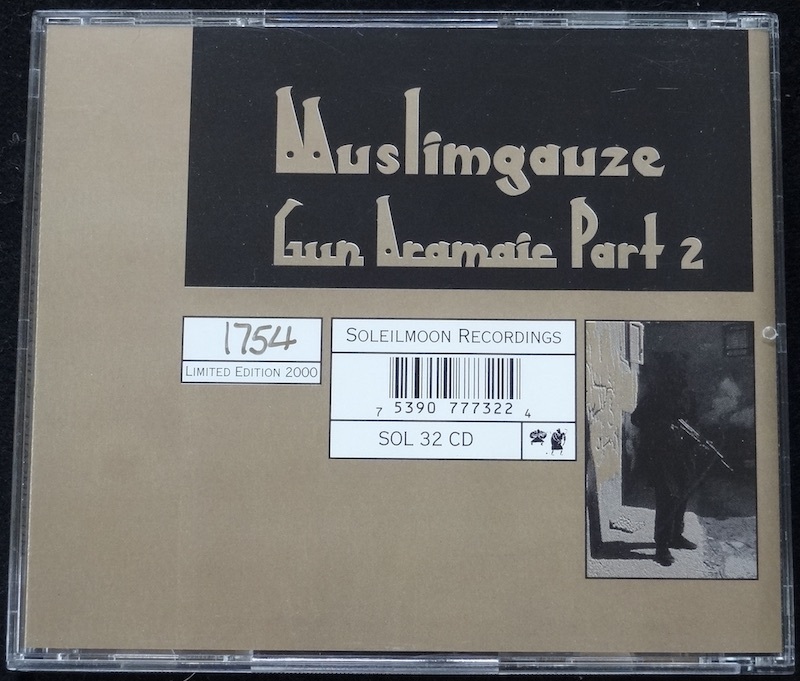 Muslimgauze
Gun Aramaic Part 2
1754
LIMITED EDITION 2000
SOLEILMOON RECORDINGS
7 5390 777322 4
SOL 32 CD